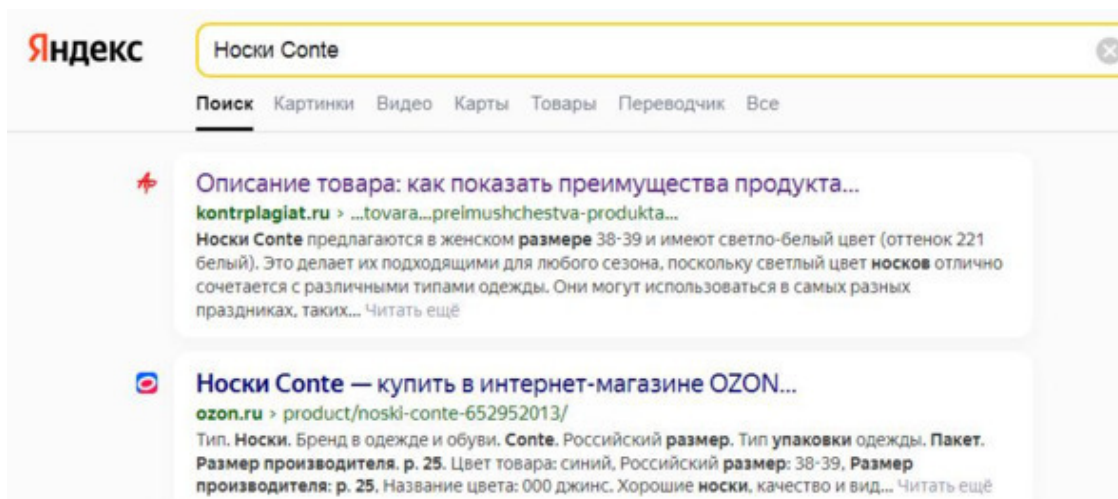 Яндекс
Носки Conte
Поиск Картинки Видео Карты Товары Переводчик Все
Описание товара: как показать преимущества продукта...
kontrplagiat.ru › ...tovara...preimushchestva-produkta...
Носки Conte предлагаются в женском размере 38-39 и имеют светло-белый цвет (оттенок 221
белый). Это делает их подходящими для любого сезона, поскольку светлый цвет носков отлично
сочетается с различными типами одежды. Они могут использоваться в самых разных
праздниках, таких... Читать ещё
Носки Conte — купить в интернет-магазине OZON...
ozon.ru › product/noski-conte-652952013/
Тип. Носки. Бренд в одежде и обуви. Conte. Российский размер. Тип упаковки одежды. Пакет.
Размер производителя. р. 25. Цвет товара: синий, Российский размер: 38-39, Размер
производителя: р. 25, Название цвета: 000 джинс. Хорошие носки, качество и вид... Читать ещё